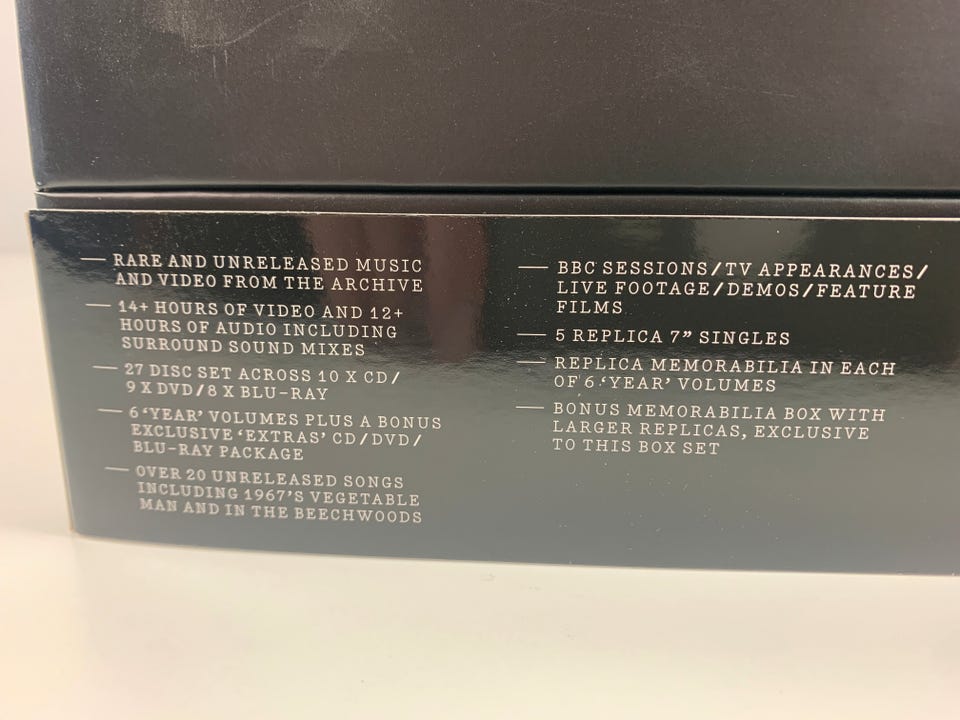 — RARE AND UNRELEASED MUSIC
AND VIDEO FROM THE ARCHIVE
— 14+ HOURS OF VIDEO AND 12+
HOURS OF AUDIO INCLUDING
SURROUND SOUND MIXES
— 27 DISC SET ACROSS 10 X CD/
9 X DVD/8 X BLU-RAY
— 6 ‘YEAR’ VOLUMES PLUS A BONUS
EXCLUSIVE ‘EXTRAS’ CD/DVD/
BLU-RAY PACKAGE
— OVER 20 UNRELEASED SONGS
INCLUDING 1967’S VEGETABLE
MAN AND IN THE BEECHWOODS
— BBC SESSIONS/TV APPEARANCES/
LIVE FOOTAGE/DEMOS/FEATURE
FILMS
— 5 REPLICA 7” SINGLES
— REPLICA MEMORABILIA IN EACH
OF 6 ‘YEAR’ VOLUMES
— BONUS MEMORABILIA BOX WITH
LARGER REPLICAS, EXCLUSIVE
TO THIS BOX SET